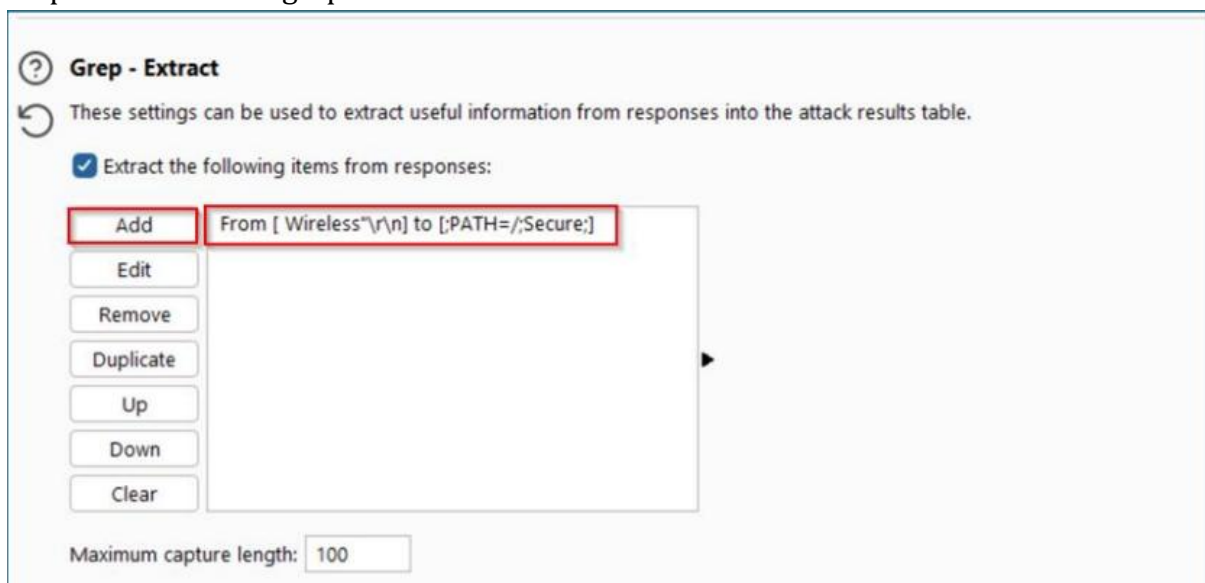 Grep - Extract
These settings can be used to extract useful information from responses into the attack results table.
Extract the following items from responses:
Add
From [ Wireless"\r\n] to [;PATH=/;Secure;]
Edit
Remove
Duplicate
Up
Down
Clear
Maximum capture length: 100